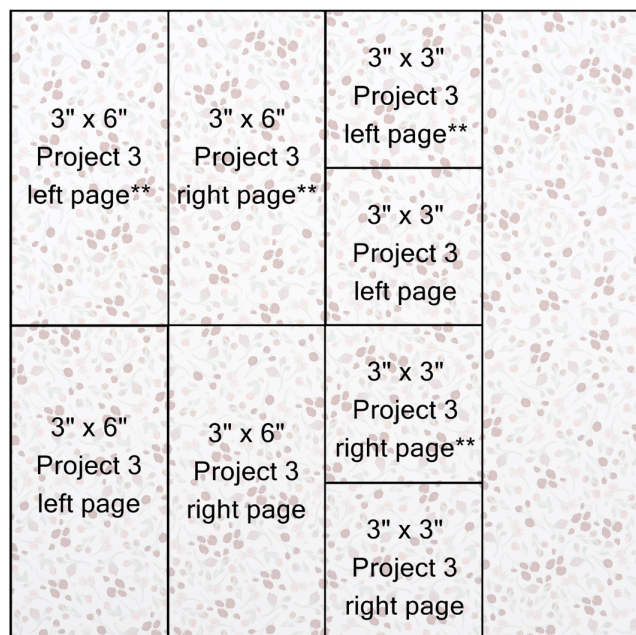 3" x 6"
Project 3
left page**
3" x 6"
Project 3
right page**
3" x 3"
Project 3
left page**
3" x 3"
Project 3
left page
3" x 6"
Project 3
left page
3" x 6"
Project 3
right page
3" x 3"
Project 3
right page**
3" x 3"
Project 3
right page